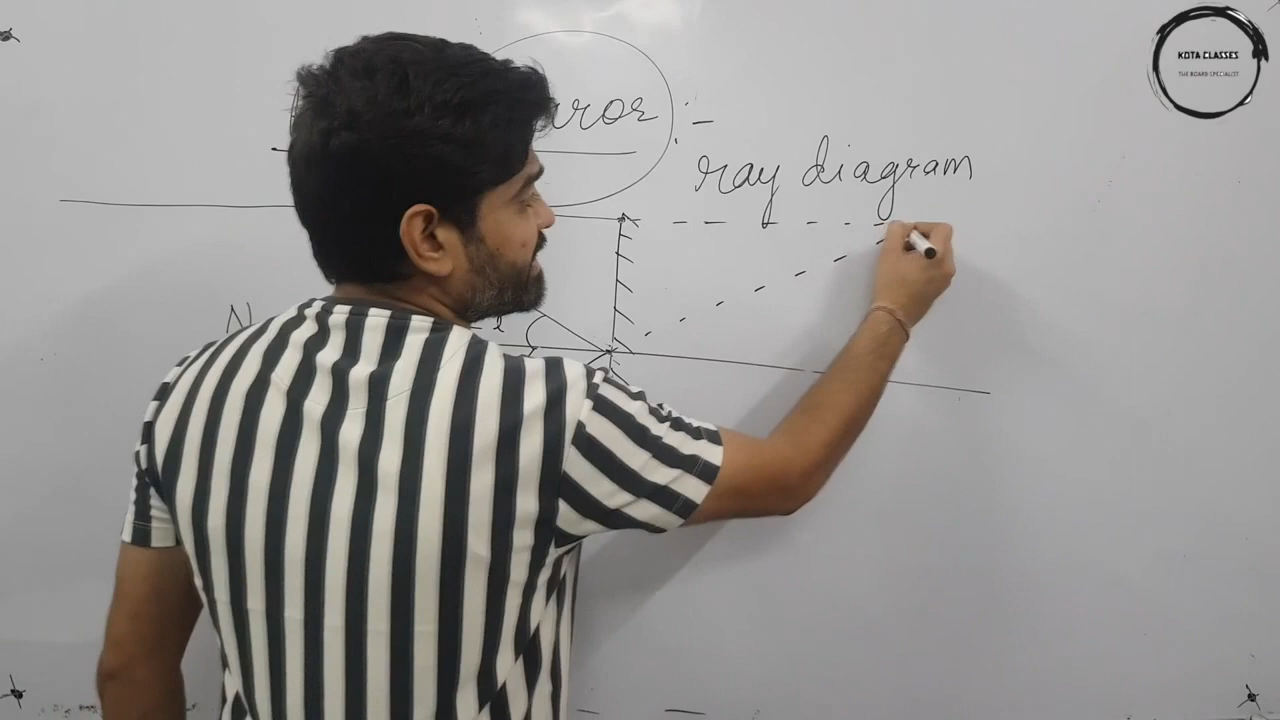 KOTA CLASSES
THE BOARD SPECIALIST
:-
ray diagram
N
i